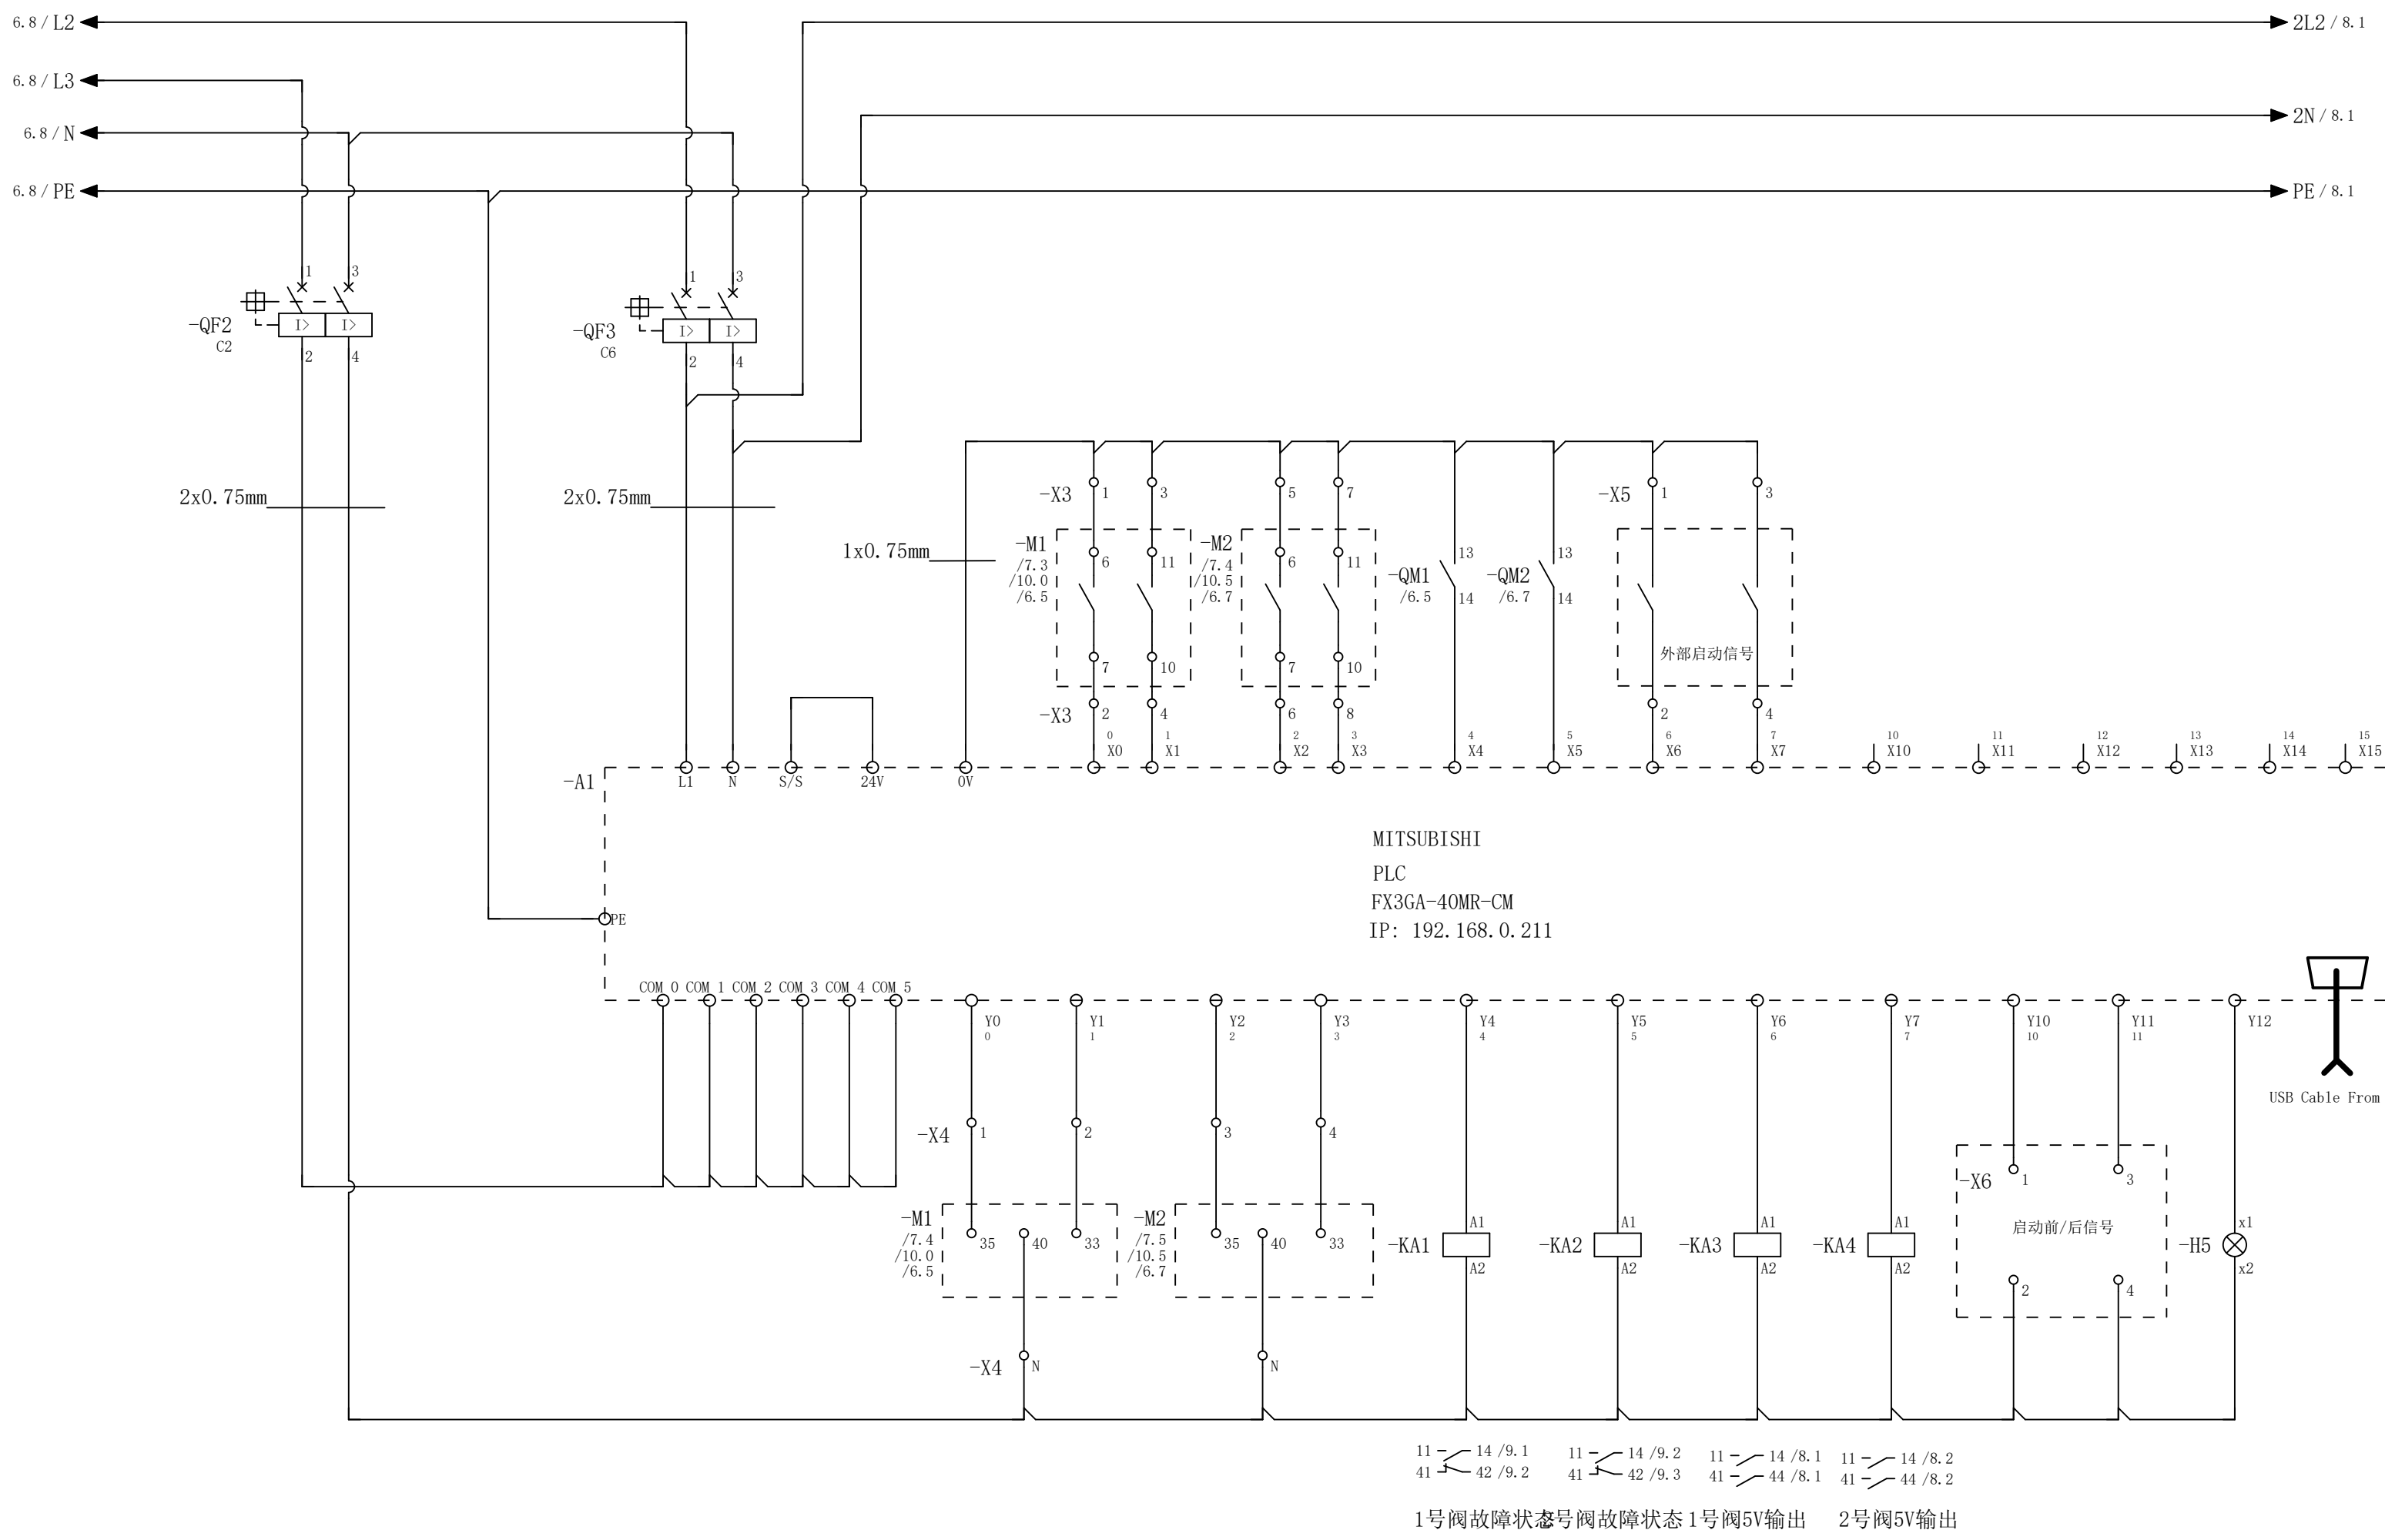 6.8 / L2
2L2 / 8.1
6.8 / L3
2N / 8.1
6.8 / N
6.8 / PE
PE / 8.1
1 3
-QF2
C2
I> I>
2 4
1 3
-QF3
C6
I> I>
2 4
2x0.75mm
2x0.75mm
1x0.75mm
-X3
1 3 5 7
-X5
1 3
-M1
/7.3
/10.0
/6.5
6 11
7 10
-M2
/7.4
/10.5
/6.7
6 11
7 10
-QM1
/6.5
13
14
-QM2
/6.7
13
14
外部启动信号
-X3
2 4 6 8
2 4
0 1 2 3 4 5 6 7 10 11 12 13 14 15
X0 X1 X2 X3 X4 X5 X6 X7 X10 X11 X12 X13 X14 X15
-A1
L1 N S/S 24V 0V
MITSUBISHI
PLC
FX3GA-40MR-CM
IP: 192.168.0.211
PE
COM 0 COM 1 COM 2 COM 3 COM 4 COM 5
Y0 Y1 Y2 Y3 Y4 Y5 Y6 Y7 Y10 Y11 Y12
0 1 2 3 4 5 6 7 10 11
USB Cable From
-X4
1 2 3 4
-M1
/7.4
/10.0
/6.5
35 40 33
-M2
/7.5
/10.5
/6.7
35 40 33
-KA1
A1
A2
-KA2
A1
A2
-KA3
A1
A2
-KA4
A1
A2
-X6
1 3
启动前/后信号
2 4
-H5
x1
x2
-X4
N N
11 14 /9.1
41 42 /9.2
11 14 /9.2
41 42 /9.3
11 14 /8.1
41 44 /8.1
11 14 /8.2
41 44 /8.2
1号阀故障状态 2号阀故障状态 1号阀5V输出 2号阀5V输出